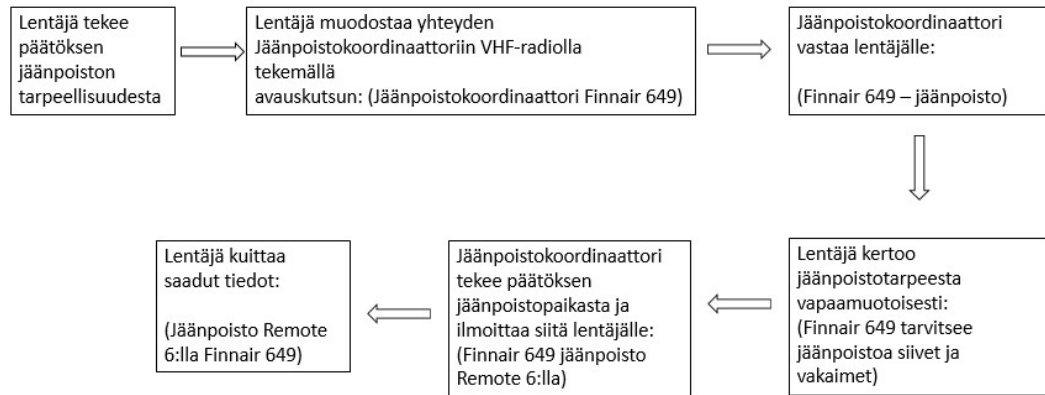 Lentäjä tekee
päätöksen
jäänpoiston
tarpeellisuudesta
Lentäjä muodostaa yhteyden
Jäänpoistokoordinaattoriin VHF-radiolla
tekemällä
avauskutsun: (Jäänpoistokoordinaattori Finnair 649)
Jäänpoistokoordinaattori
vastaa lentäjälle:
(Finnair 649 – jäänpoisto)
Lentäjä kertoo
jäänpoistotarpeesta
vapaamuotoisesti:
(Finnair 649 tarvitsee
jäänpoistoa siivet ja
vakaimet)
Jäänpoistokoordinaattori
tekee päätöksen
jäänpoistopaikasta ja
ilmoittaa siitä lentäjälle:
(Finnair 649 jäänpoisto
Remote 6:lla)
Lentäjä kuittaa
saadut tiedot:
(Jäänpoisto Remote
6:lla Finnair 649)